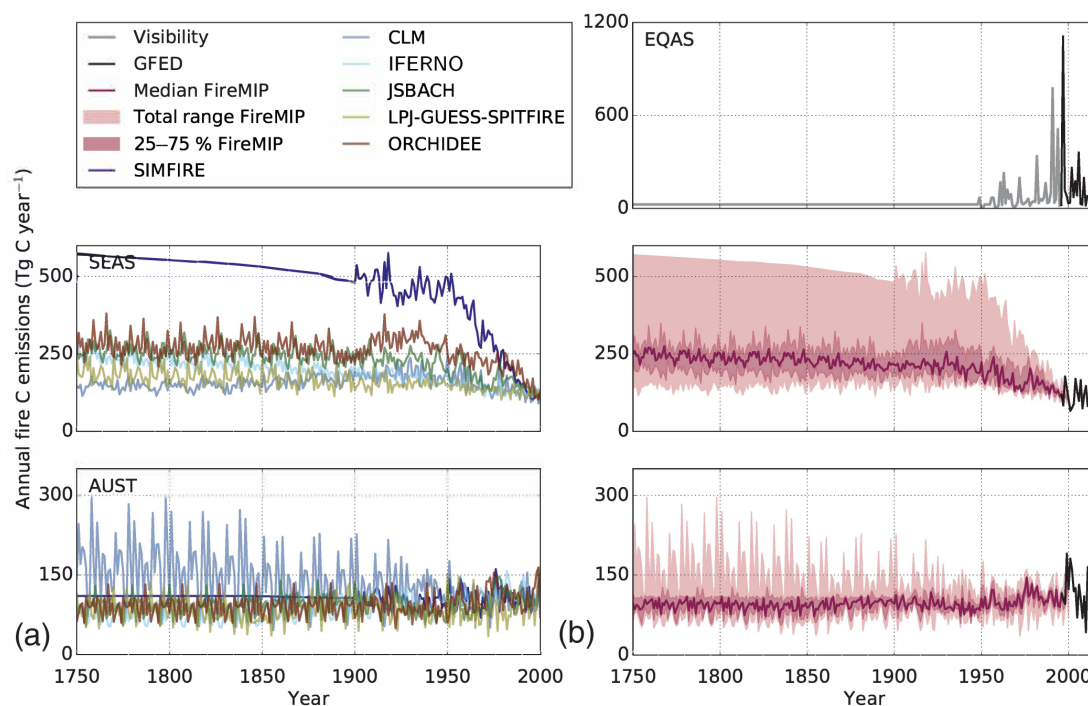 Visibility
GFED
Median FireMIP
Total range FireMIP
25–75 % FireMIP
SIMFIRE
CLM
IFERNO
JSBACH
LPJ-GUESS-SPITFIRE
ORCHIDEE
Annual fire C emissions (Tg C year⁻¹)
1200
600
0
EQAS
500
250
0
SEAS
500
250
0
300
150
0
AUST
300
150
0
(a)
(b)
1750 1800 1850 1900 1950 2000
Year
1750 1800 1850 1900 1950 2000
Year